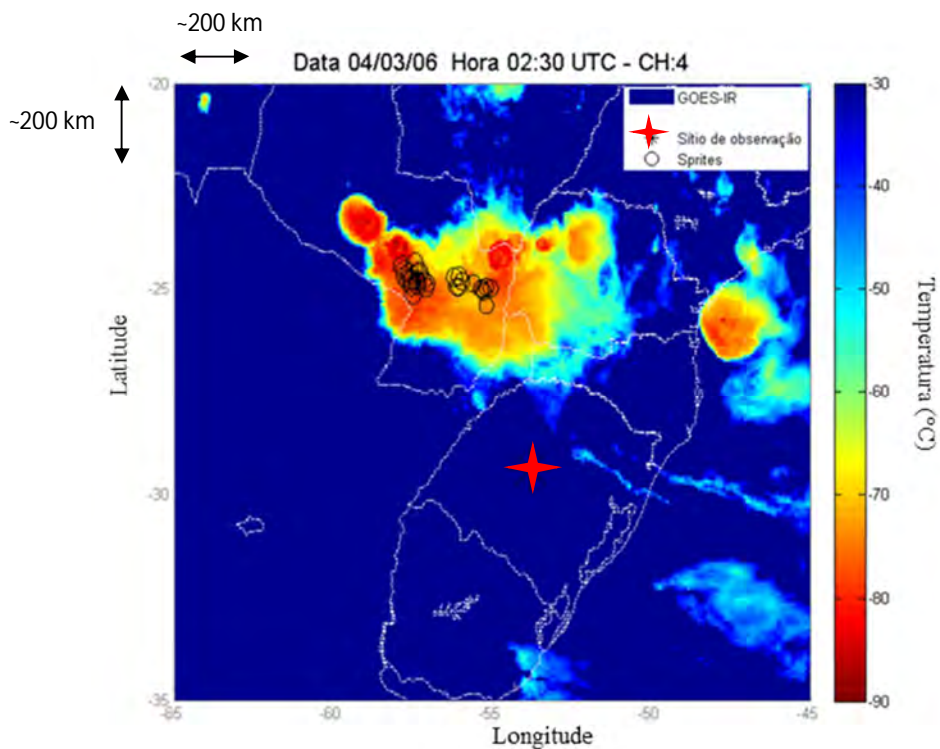 ~200 km
Data 04/03/06 Hora 02:30 UTC - CH:4
~200 km
-20
-25
-30
-35
Latitude
GOES-IR
Sítio de observação
Sprites
-65
-60
-55
-50
-45
Longitude
-30
-40
-50
-60
-70
-80
-90
Temperatura (°C)